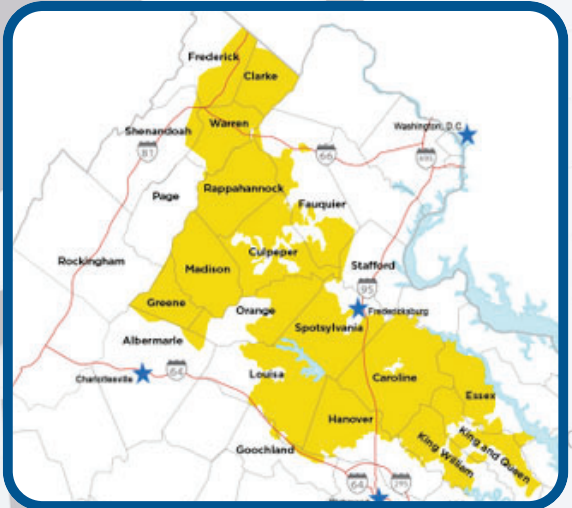 Frederick
Clarke
Warren
Shenandoah
81
Washington, D.C.
66
495
Page
Rappahannock
Fauquier
Culpeper
Rockingham
Madison
Stafford
95
Greene
Orange
Fredericksburg
Spotsylvania
Albermarle
Charlottesville
64
Louisa
Caroline
Essex
Hanover
Goochland
King William
King and Queen
64
295